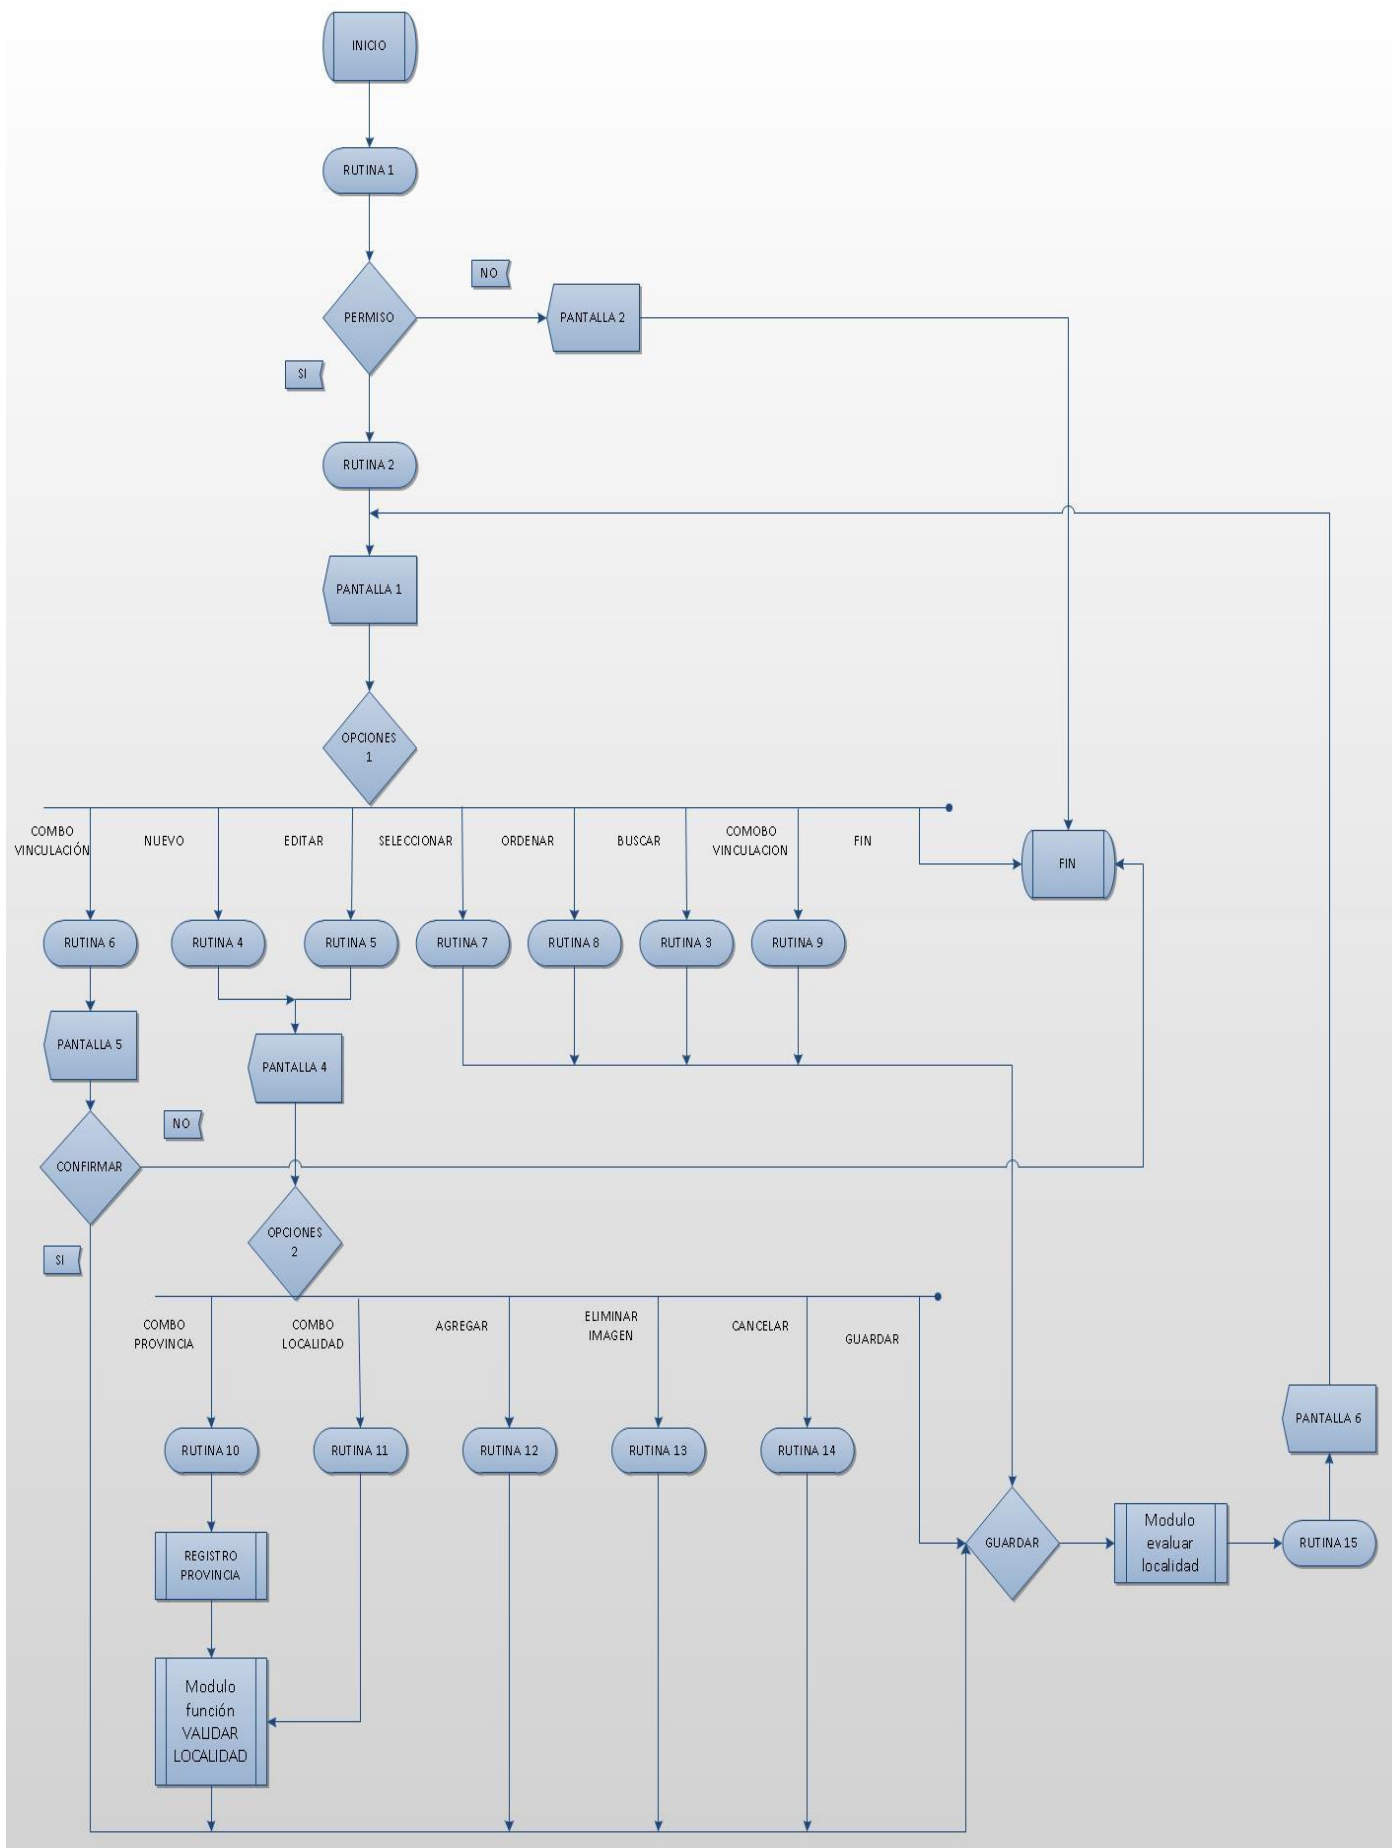 INICIO
RUTINA 1
NO
PERMISO
PANTALLA 2
SI
RUTINA 2
PANTALLA 1
OPCIONES
1
COMBO
VINCULACIÓN
NUEVO
EDITAR
SELECCIONAR
ORDENAR
BUSCAR
COMOBO
VINCULACION
FIN
FIN
RUTINA 6
RUTINA 4
RUTINA 5
RUTINA 7
RUTINA 8
RUTINA 3
RUTINA 9
PANTALLA 5
PANTALLA 4
NO
CONFIRMAR
OPCIONES
2
SI
COMBO
PROVINCIA
COMBO
LOCALIDAD
AGREGAR
ELIMINAR
IMAGEN
CANCELAR
GUARDAR
PANTALLA 6
RUTINA 10
RUTINA 11
RUTINA 12
RUTINA 13
RUTINA 14
GUARDAR
Modulo
evaluar
localidad
RUTINA 15
REGISTRO
PROVINCIA
Modulo
función
VALIDAR
LOCALIDAD